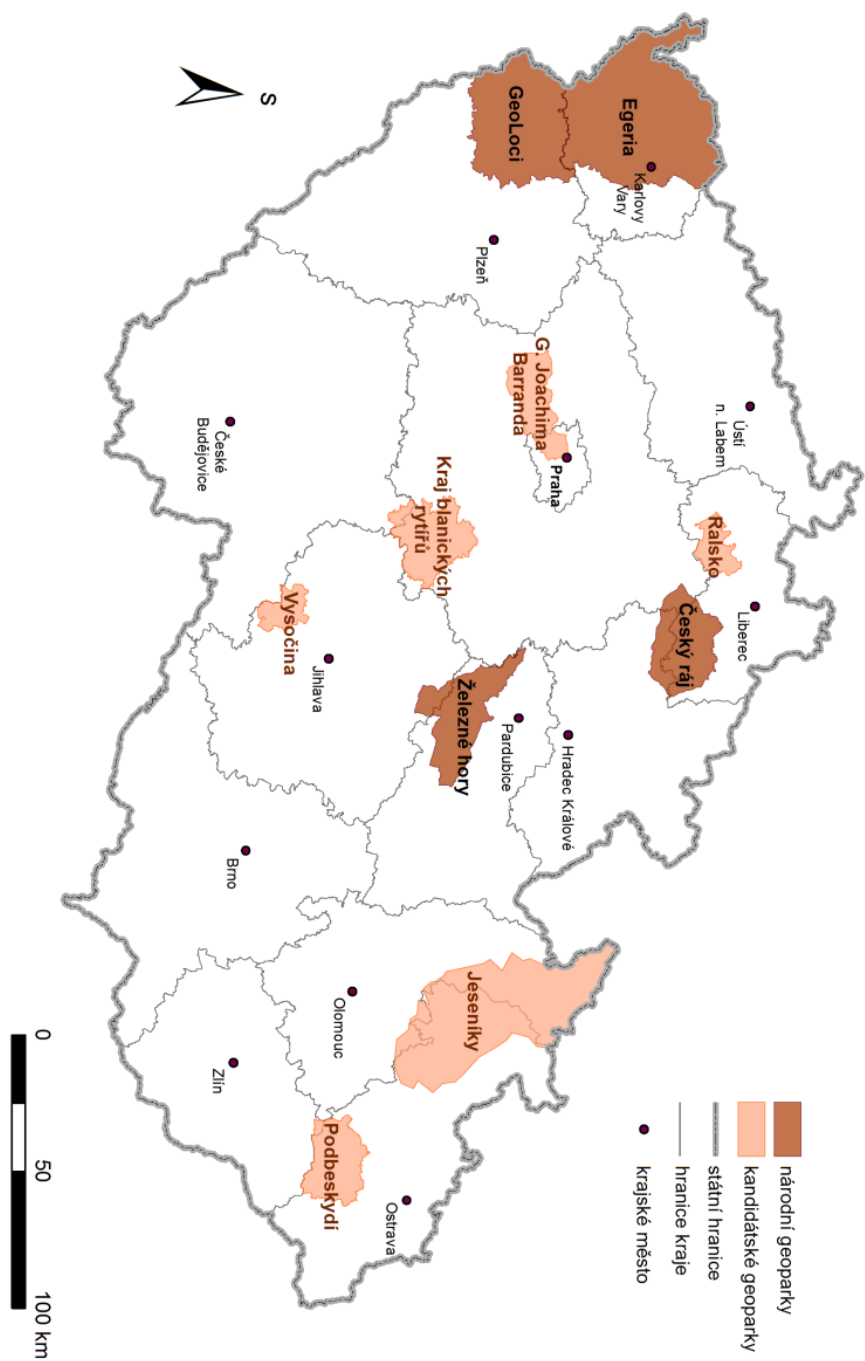 národní geoparky
kandidátské geoparky
státní hranice
hranice kraje
krajské město
S
Egeria
Karlovy
Vary
GeoLoci
Plzeň
Ústí
n. Labem
Ralsko
Liberec
Český ráj
G. Joachima
Barranda
Praha
Kraj blanických
rytířů
České
Budějovice
Vysočina
Jihlava
Železné hory
Pardubice
Hradec Králové
Brno
Jeseníky
Olomouc
Zlín
Podbeskydí
Ostrava
0
50
100 km